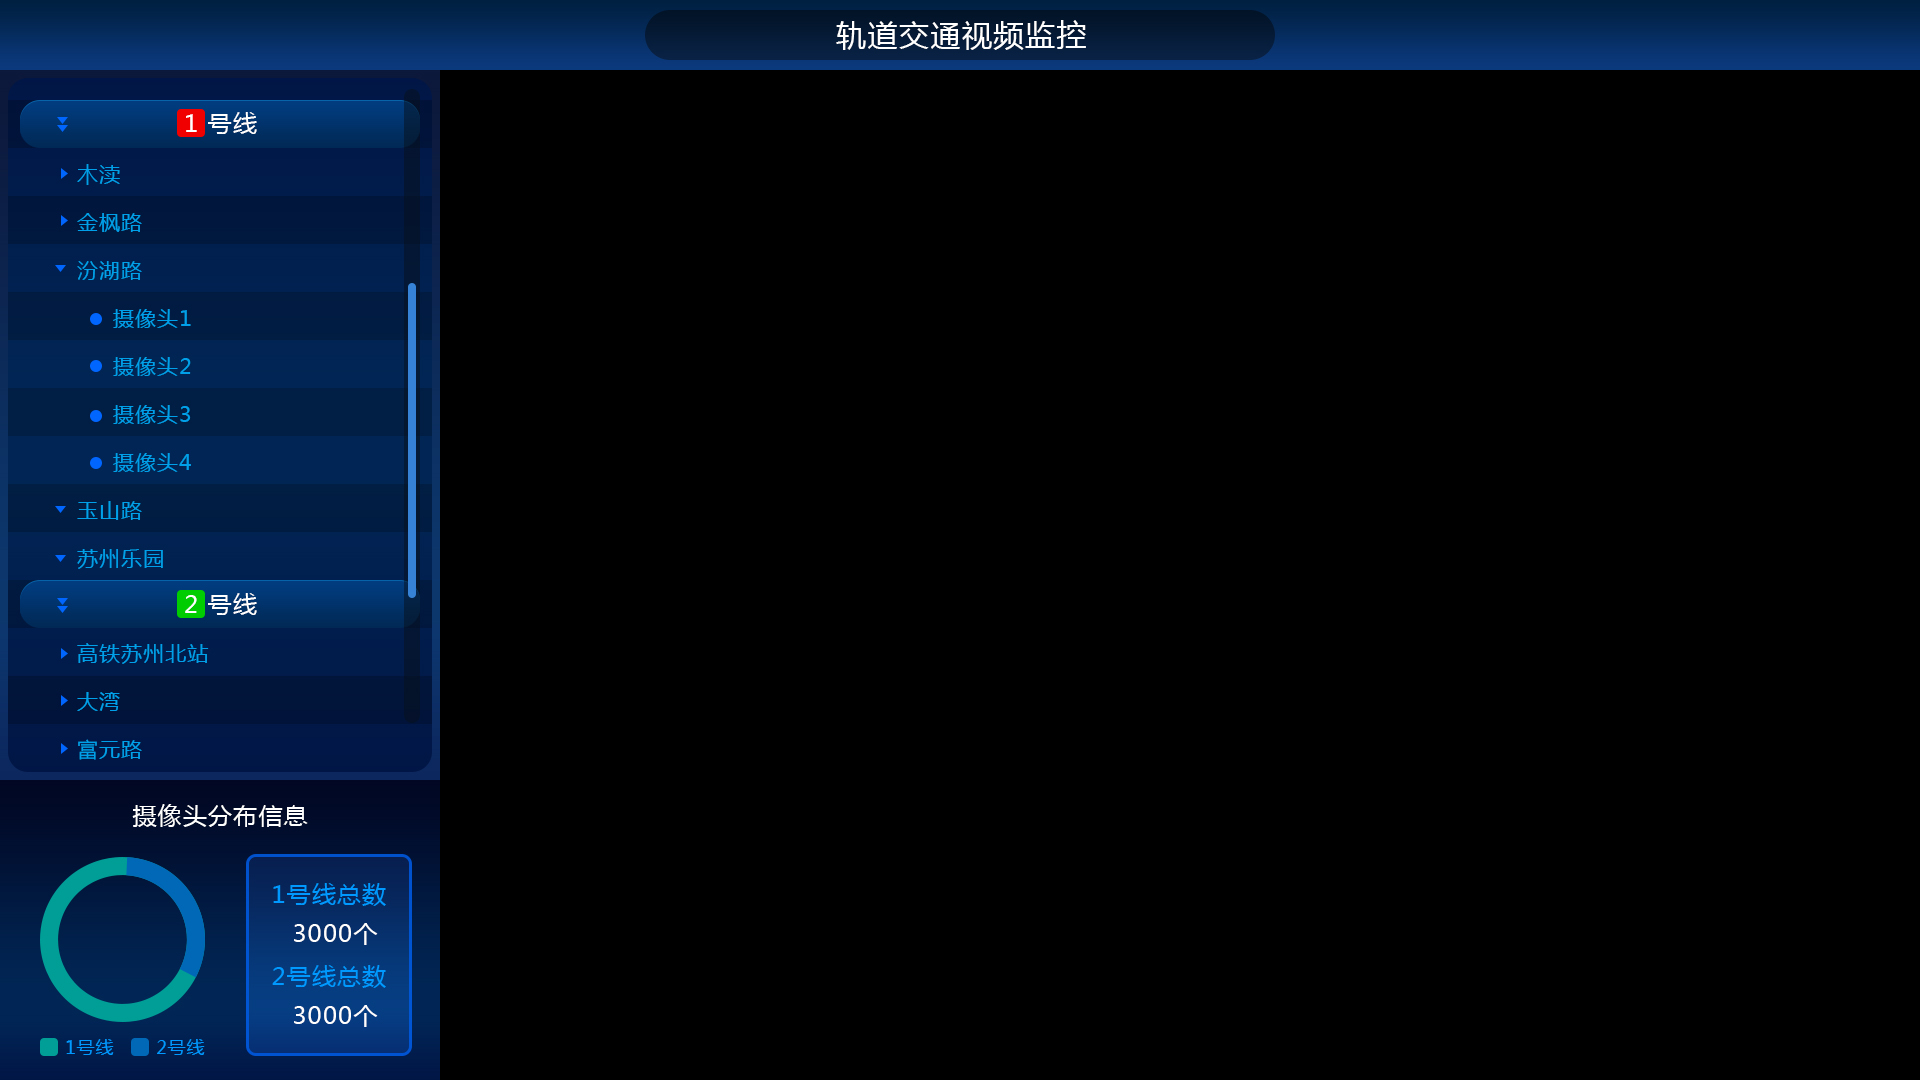 轨道交通视频监控
1号线
木渎
金枫路
汾湖路
摄像头1
摄像头2
摄像头3
摄像头4
玉山路
苏州乐园
2号线
高铁苏州北站
大湾
富元路
摄像头分布信息
1号线总数
3000个
2号线总数
3000个
1号线 2号线